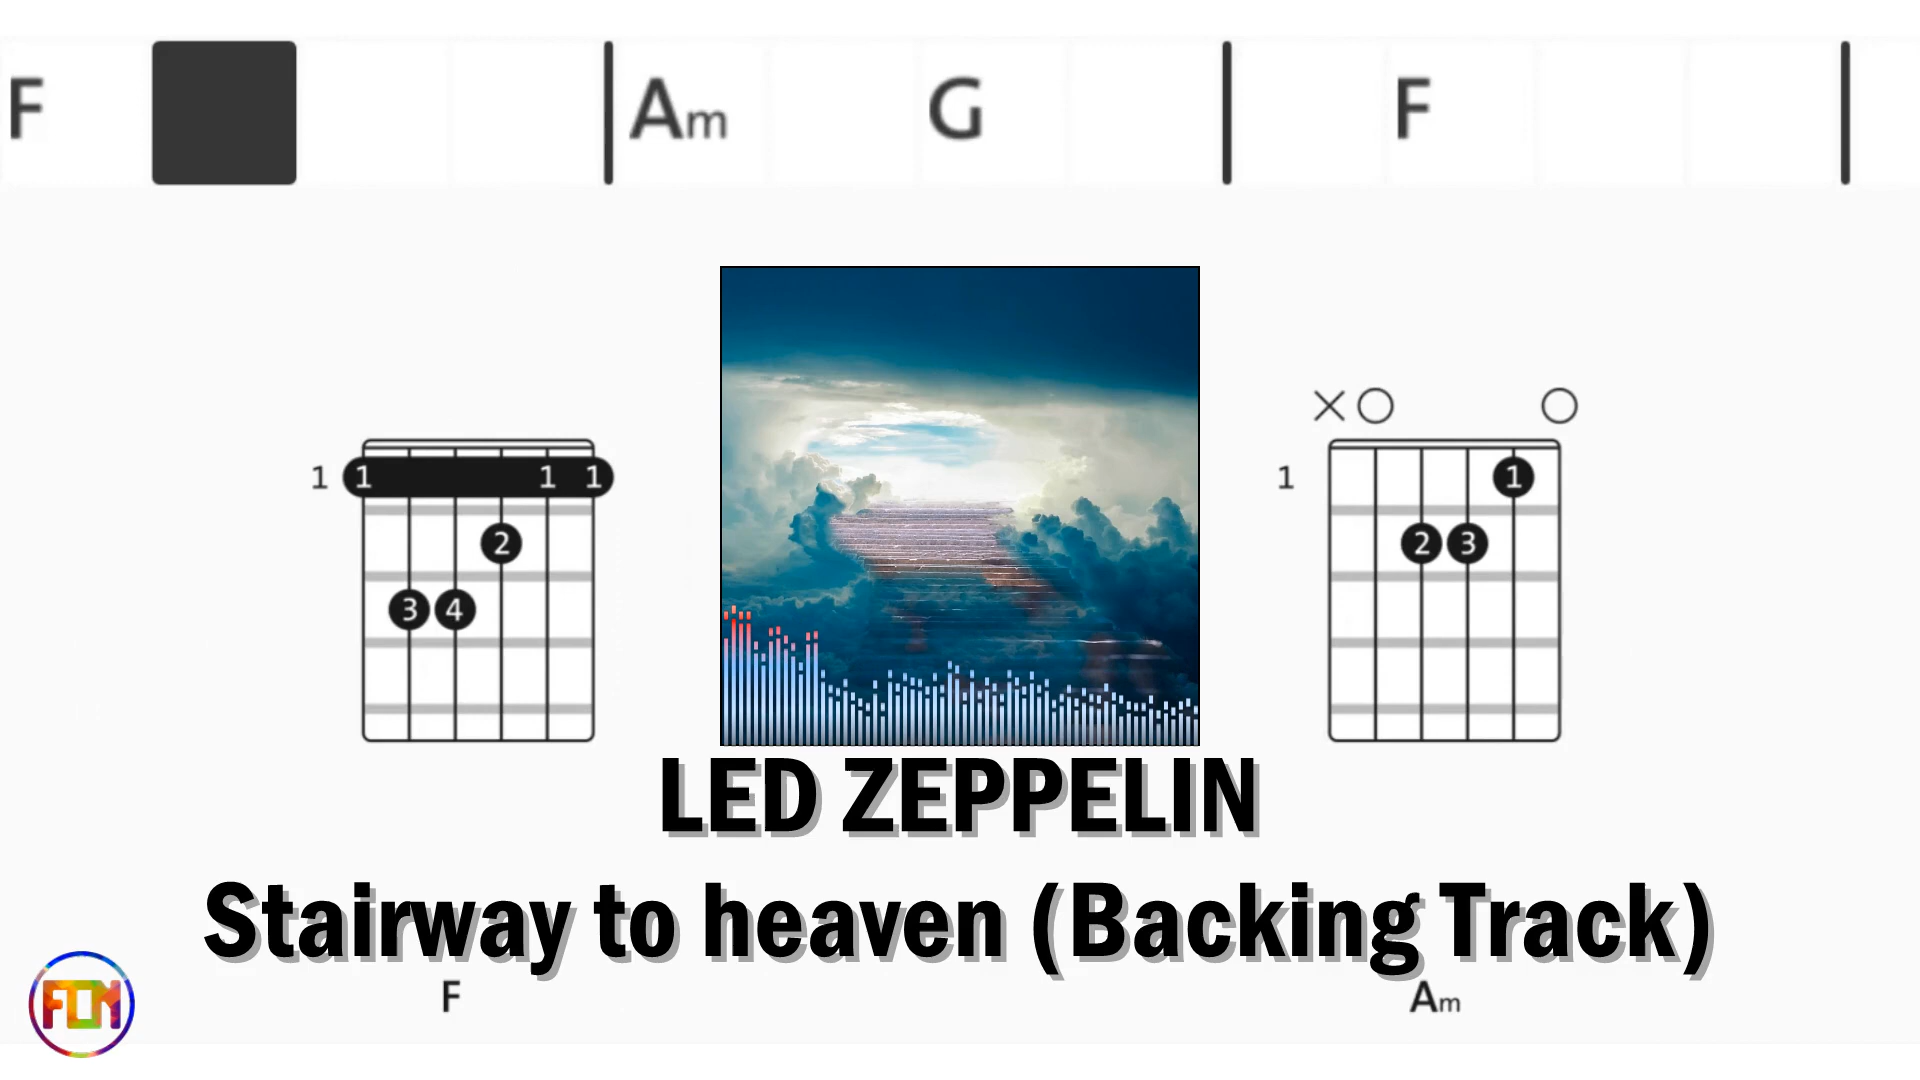 F Am G F
1 1 1 1
2
3 4
1 1
2 3
LED ZEPPELIN
Stairway to heaven (Backing Track)
F Am
FCM